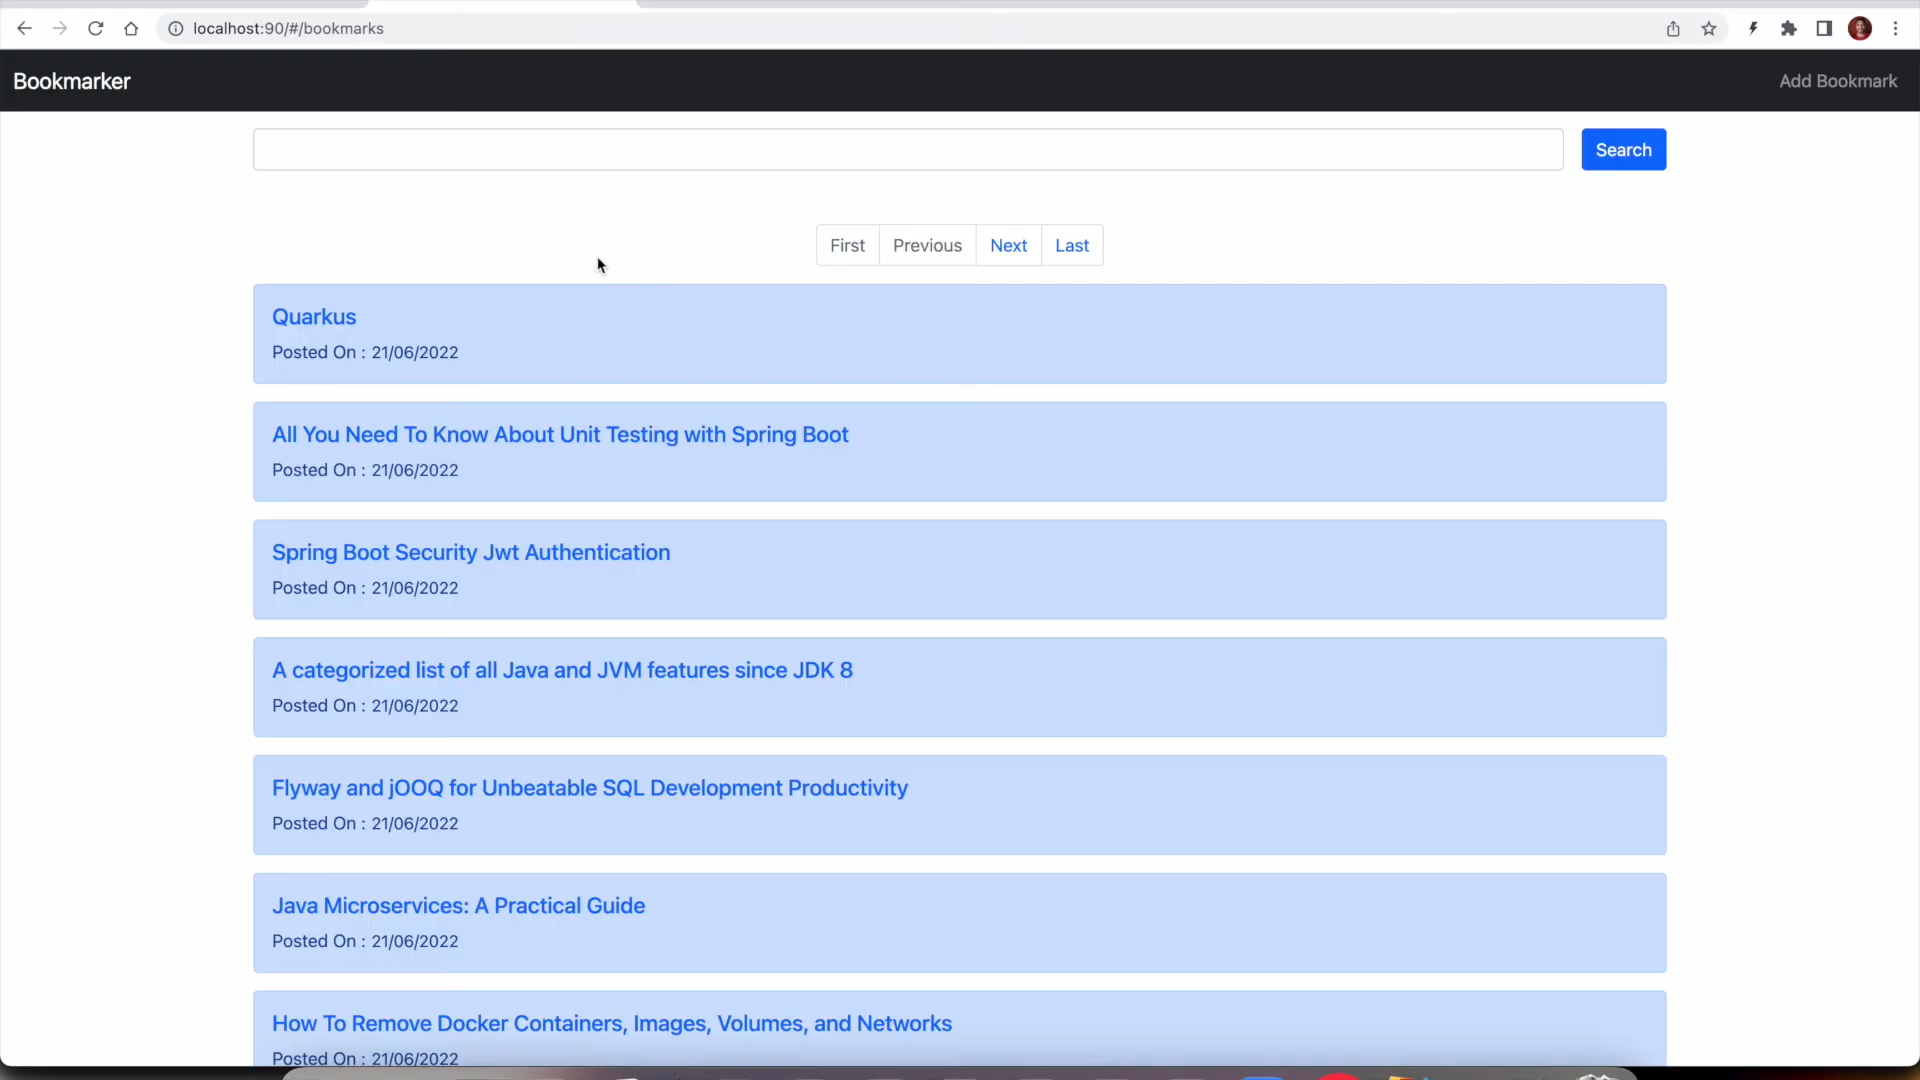 localhost:90/#/bookmarks
Bookmarker
Add Bookmark
Search
First Previous Next Last
Quarkus
Posted On : 21/06/2022
All You Need To Know About Unit Testing with Spring Boot
Posted On : 21/06/2022
Spring Boot Security Jwt Authentication
Posted On : 21/06/2022
A categorized list of all Java and JVM features since JDK 8
Posted On : 21/06/2022
Flyway and jOOQ for Unbeatable SQL Development Productivity
Posted On : 21/06/2022
Java Microservices: A Practical Guide
Posted On : 21/06/2022
How To Remove Docker Containers, Images, Volumes, and Networks
Posted On : 21/06/2022